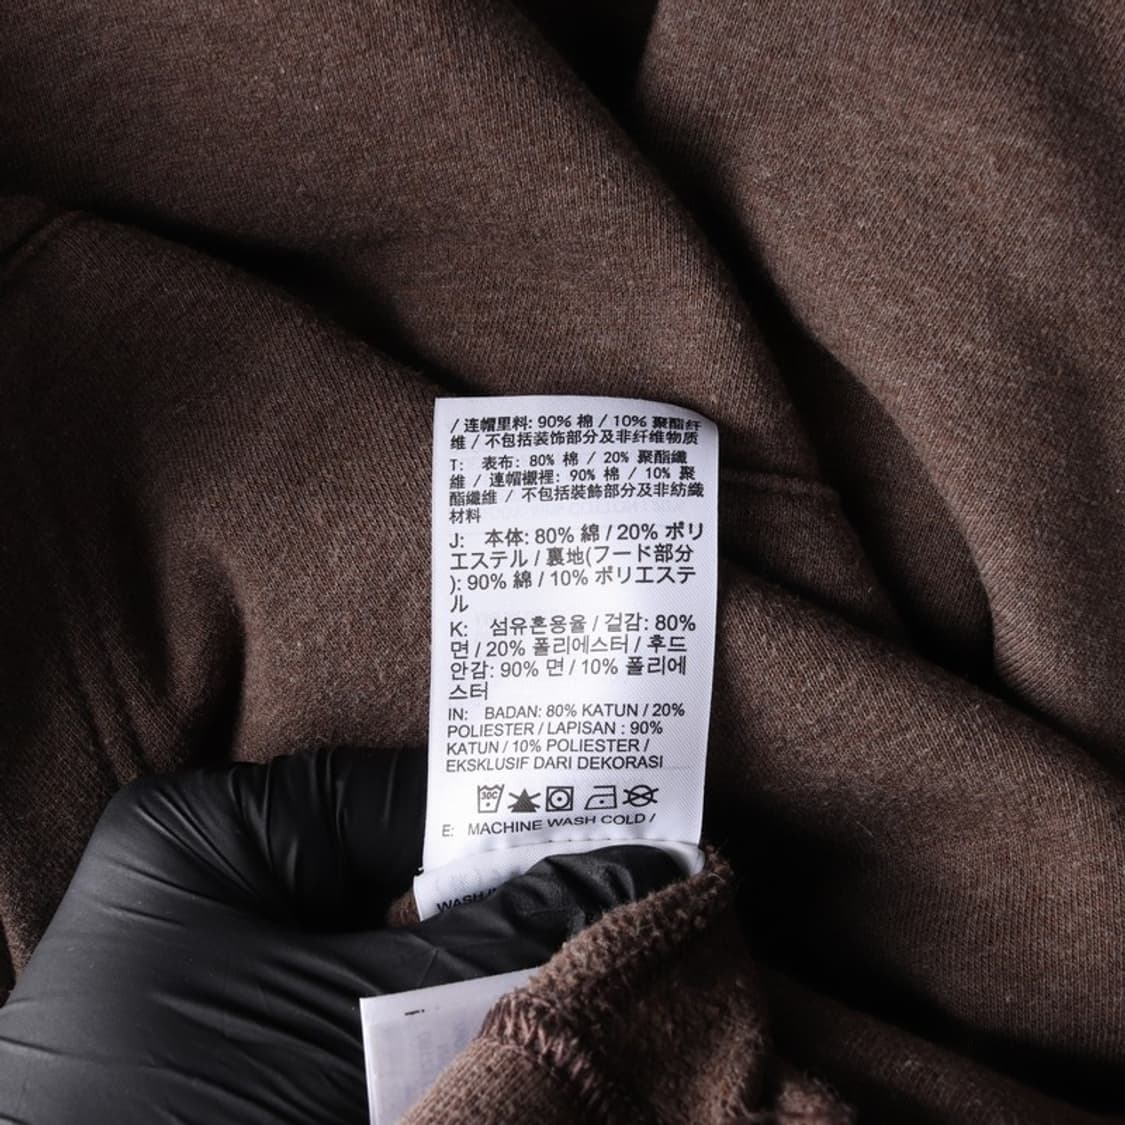 / 连帽里料: 90% 棉 / 10% 聚酯纤
维 / 不包括装饰部分及非纤维物质
T: 表布: 80% 棉 / 20% 聚酯纖
維 / 連帽襯裡: 90% 棉 / 10% 聚
酯纖維 / 不包括裝飾部分及非紡織
材料
J: 本体: 80% 綿 / 20% ポリ
エステル / 裏地(フード部分
): 90% 綿 / 10% ポリエステ
ル
K: 섬유혼용율 / 겉감: 80%
면 / 20% 폴리에스터 / 후드
안감: 90% 면 / 10% 폴리에
스터
IN: BADAN: 80% KATUN / 20%
POLIESTER / LAPISAN : 90%
KATUN / 10% POLIESTER /
EKSKLUSIF DARI DEKORASI
30C
E: MACHINE WASH COLD /
WASH